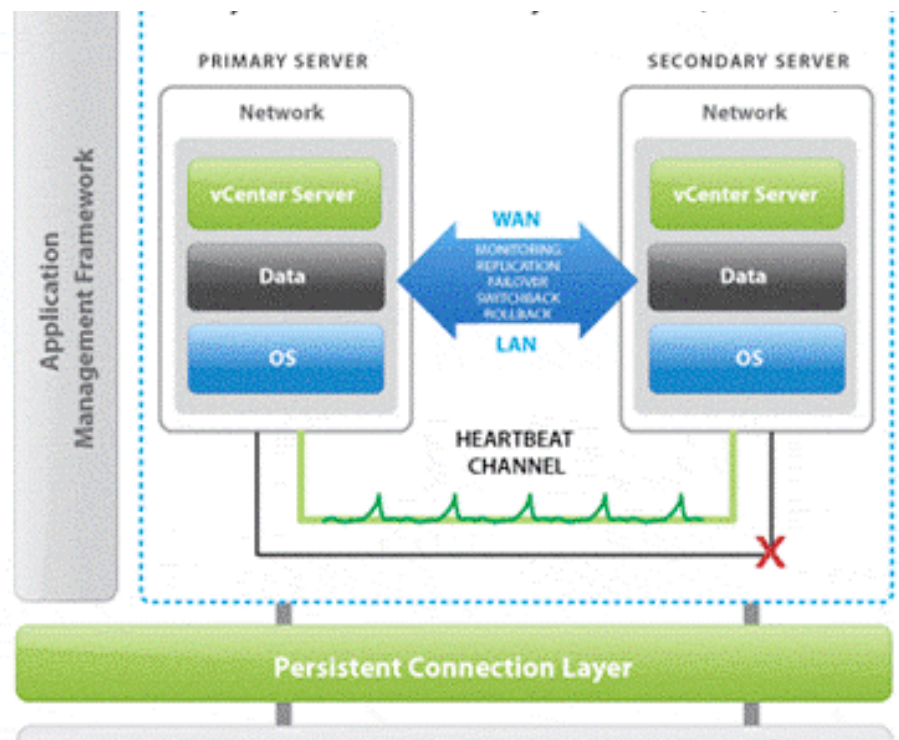 PRIMARY SERVER
SECONDARY SERVER
Network
Network
Application
Management Framework
vCenter Server
vCenter Server
WAN
MONITORING
REPLICATION
FAILOVER
SWITCHBACK
ROLLBACK
LAN
Data
Data
OS
OS
HEARTBEAT
CHANNEL
X
Persistent Connection Layer